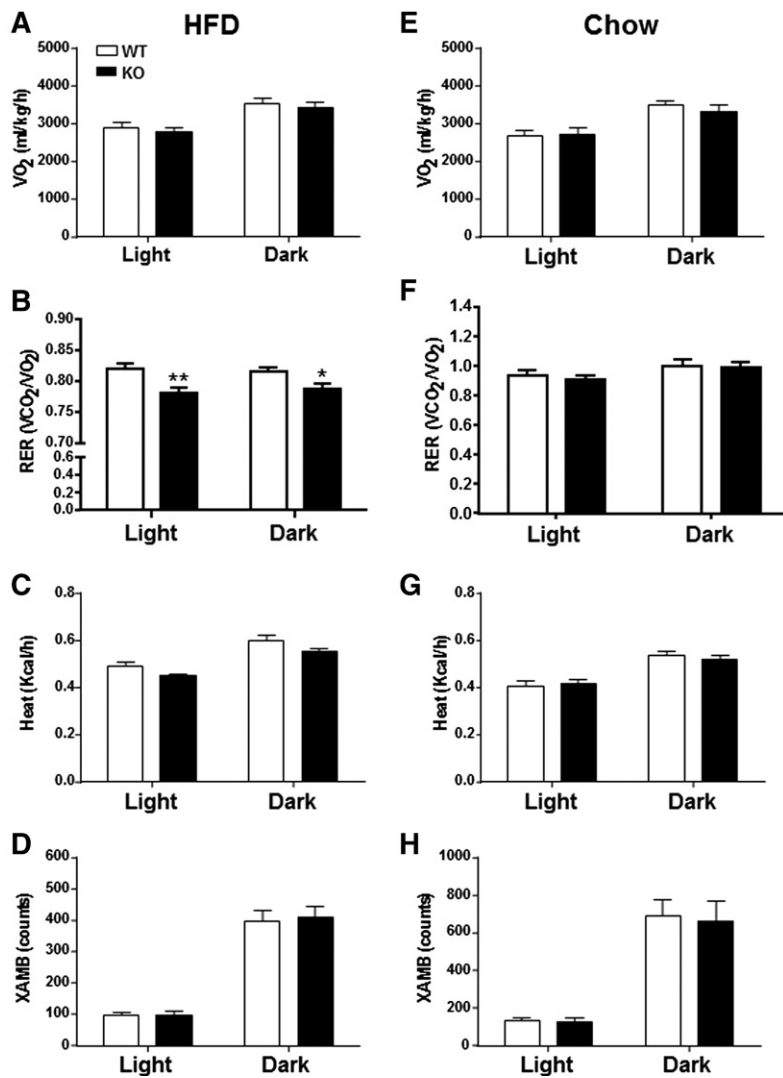 A
HFD
WT
KO
VO2 (ml/kg/h)
5000
4000
3000
2000
1000
0
Light Dark
E
Chow
VO2 (ml/kg/h)
5000
4000
3000
2000
1000
0
Light Dark
B
RER (VCO2/VO2)
0.90
0.85
0.80
0.75
0.70
0.6
0.4
0.2
0.0
**
*
Light Dark
F
RER (VCO2/VO2)
1.4
1.2
1.0
0.8
0.6
0.4
0.2
0.0
Light Dark
C
Heat (Kcal/h)
0.8
0.6
0.4
0.2
0.0
Light Dark
G
Heat (Kcal/h)
0.8
0.6
0.4
0.2
0.0
Light Dark
D
XAMB (counts)
600
500
400
300
200
100
0
Light Dark
H
XAMB (counts)
1000
800
600
400
200
0
Light Dark